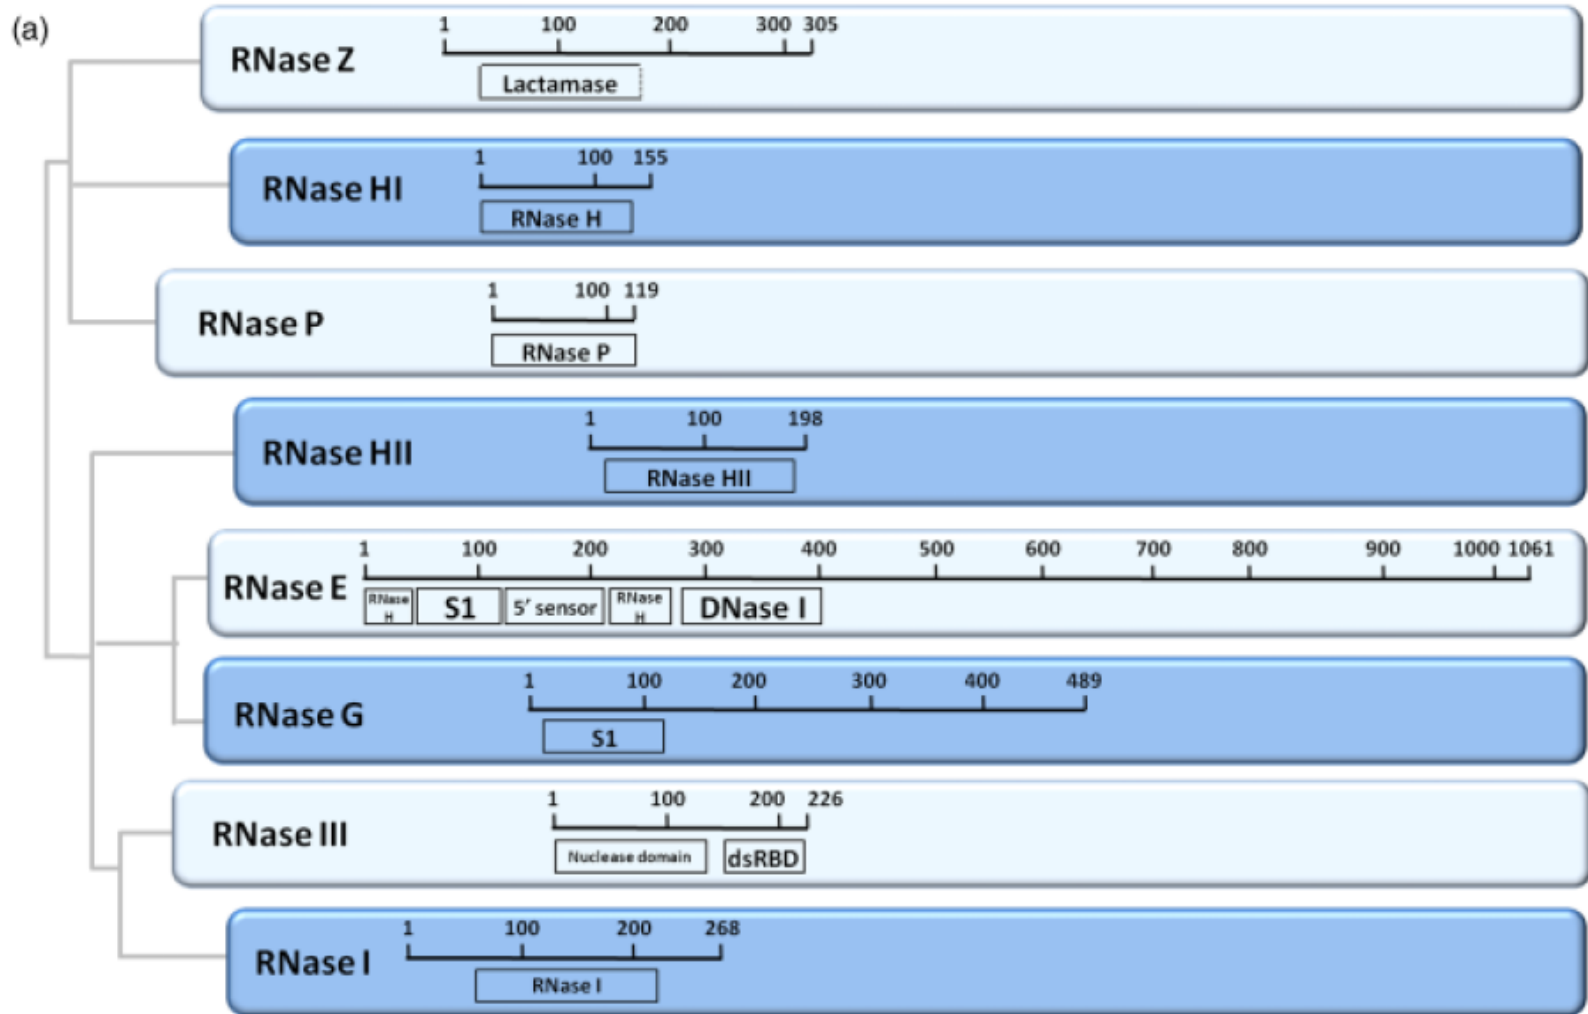 (a)
1 100 200 300 305
RNase Z
Lactamase
1 100 155
RNase HI
RNase H
1 100 119
RNase P
RNase P
1 100 198
RNase HII
RNase HII
1 100 200 300 400 500 600 700 800 900 1000 1061
RNase E
RNase
H
S1
5′ sensor
RNase
H
DNase I
1 100 200 300 400 489
RNase G
S1
1 100 200 226
RNase III
Nuclease domain
dsRBD
1 100 200 268
RNase I
RNase I